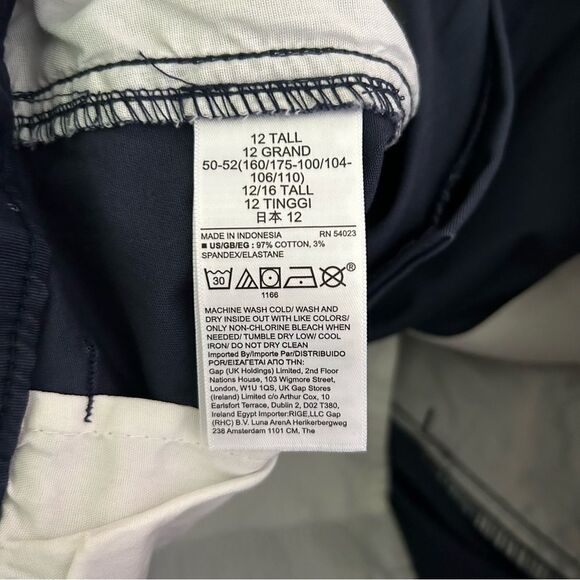 12 TALL
12 GRAND
50-52(160/175-100/104-
106/110)
12/16 TALL
12 TINGGI
日本 12
MADE IN INDONESIA RN 54023
■ US/GB/EG : 97% COTTON, 3%
SPANDEX/ELASTANE
30 ®
1166
MACHINE WASH COLD/ WASH AND
DRY INSIDE OUT WITH LIKE COLORS/
ONLY NON-CHLORINE BLEACH WHEN
NEEDED/ TUMBLE DRY LOW/ COOL
IRON/ DO NOT DRY CLEAN
Imported By/Importe Par/DISTRIBUIDO
POR/ΕΙΣΑΓΕΤΑΙ ΑΠΟ ΤΗΝ:
Gap (UK Holdings) Limited, 2nd Floor
Nations House, 103 Wigmore Street,
London, W1U 1QS, UK Gap Stores
(Ireland) Limited c/o Arthur Cox, 10
Earlsfort Terrace, Dublin 2, D02 T380,
Ireland Egypt Importer:RIGE,LLC Gap
(RHC) B.V. Luna ArenA Herikerbergweg
238 Amsterdam 1101 CM, The